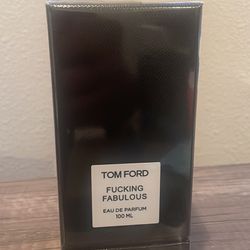 TOM FORD
FUCKING
FABULOUS
EAU DE PARFUM
100 ML